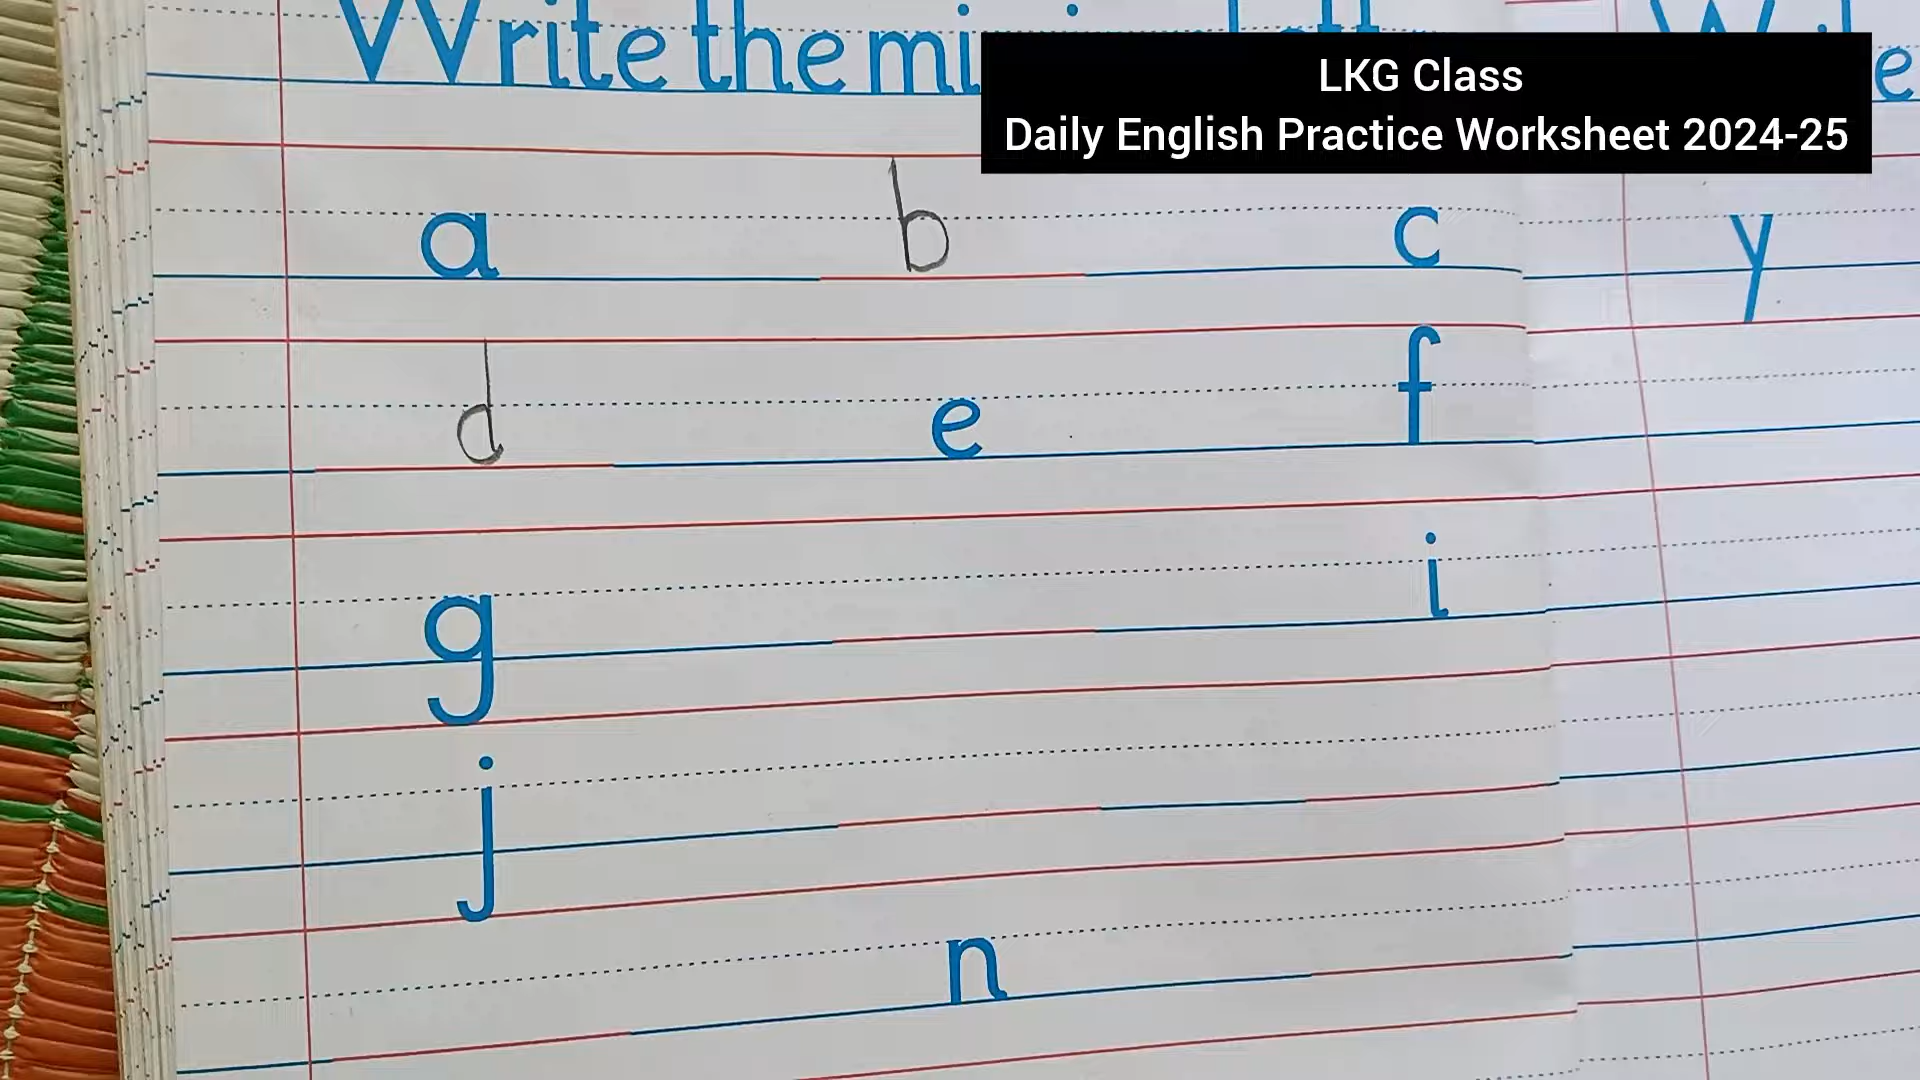 Write the mi
LKG Class
Daily English Practice Worksheet 2024-25
a b c y
d e f
g i
j
n